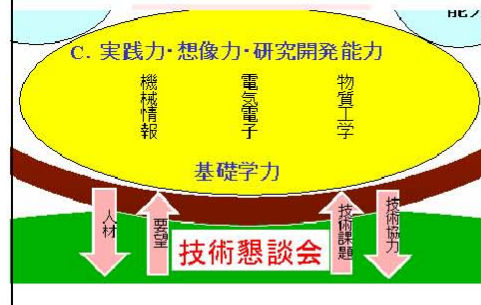 C. 実践力・想像力・研究開発能力
機械情報
電気電子
物質工学
基礎学力
人材
要望
技術懇談会
技術課題
技術協力